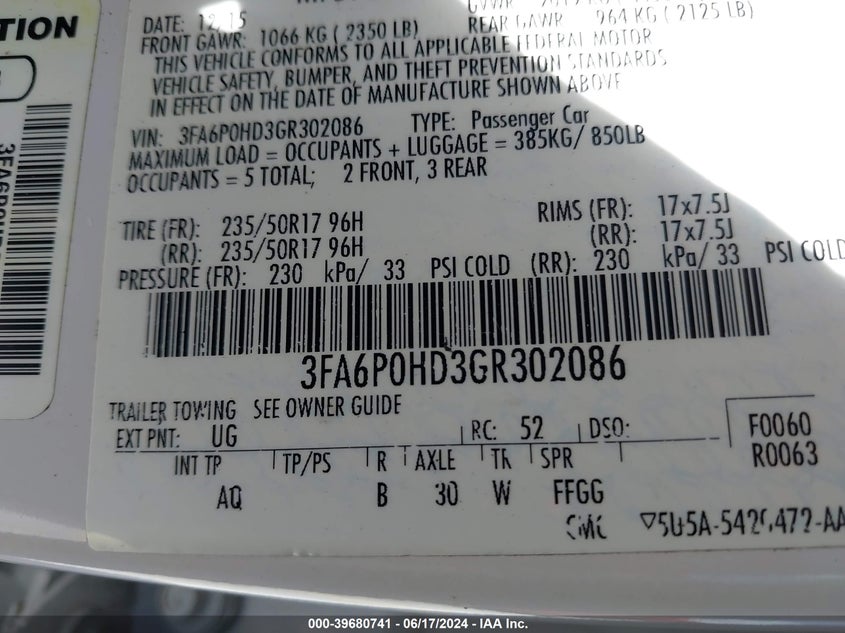 TION
DATE: 12/15
FRONT GAWR: 1066 KG ( 2350 LB)
REAR GAWR 964 KG ( 2125 LB)
THIS VEHICLE CONFORMS TO ALL APPLICABLE FEDERAL MOTOR
VEHICLE SAFETY, BUMPER, AND THEFT PREVENTION STANDARDS
IN EFFECT ON THE DATE OF MANUFACTURE SHOWN ABOVE
VIN: 3FA6P0HD3GR302086 TYPE: Passenger Car
MAXIMUM LOAD = OCCUPANTS + LUGGAGE = 385KG/ 850LB
OCCUPANTS = 5 TOTAL; 2 FRONT, 3 REAR
TIRE (FR): 235/50R17 96H RIMS (FR): 17x7.5J
(RR): 235/50R17 96H (RR): 17x7.5J
PRESSURE (FR): 230 kPa/ 33 PSI COLD (RR): 230 kPa/ 33 PSI COLD
3FA6P0HD3GR302086
TRAILER TOWING SEE OWNER GUIDE
EXT PNT: UG RC: 52 DSO: F0060
R0063
INT TP TP/PS R AXLE TR SPR
AQ B 30 W FFGG
000-39680741 - 06/17/2024 - IAA Inc.